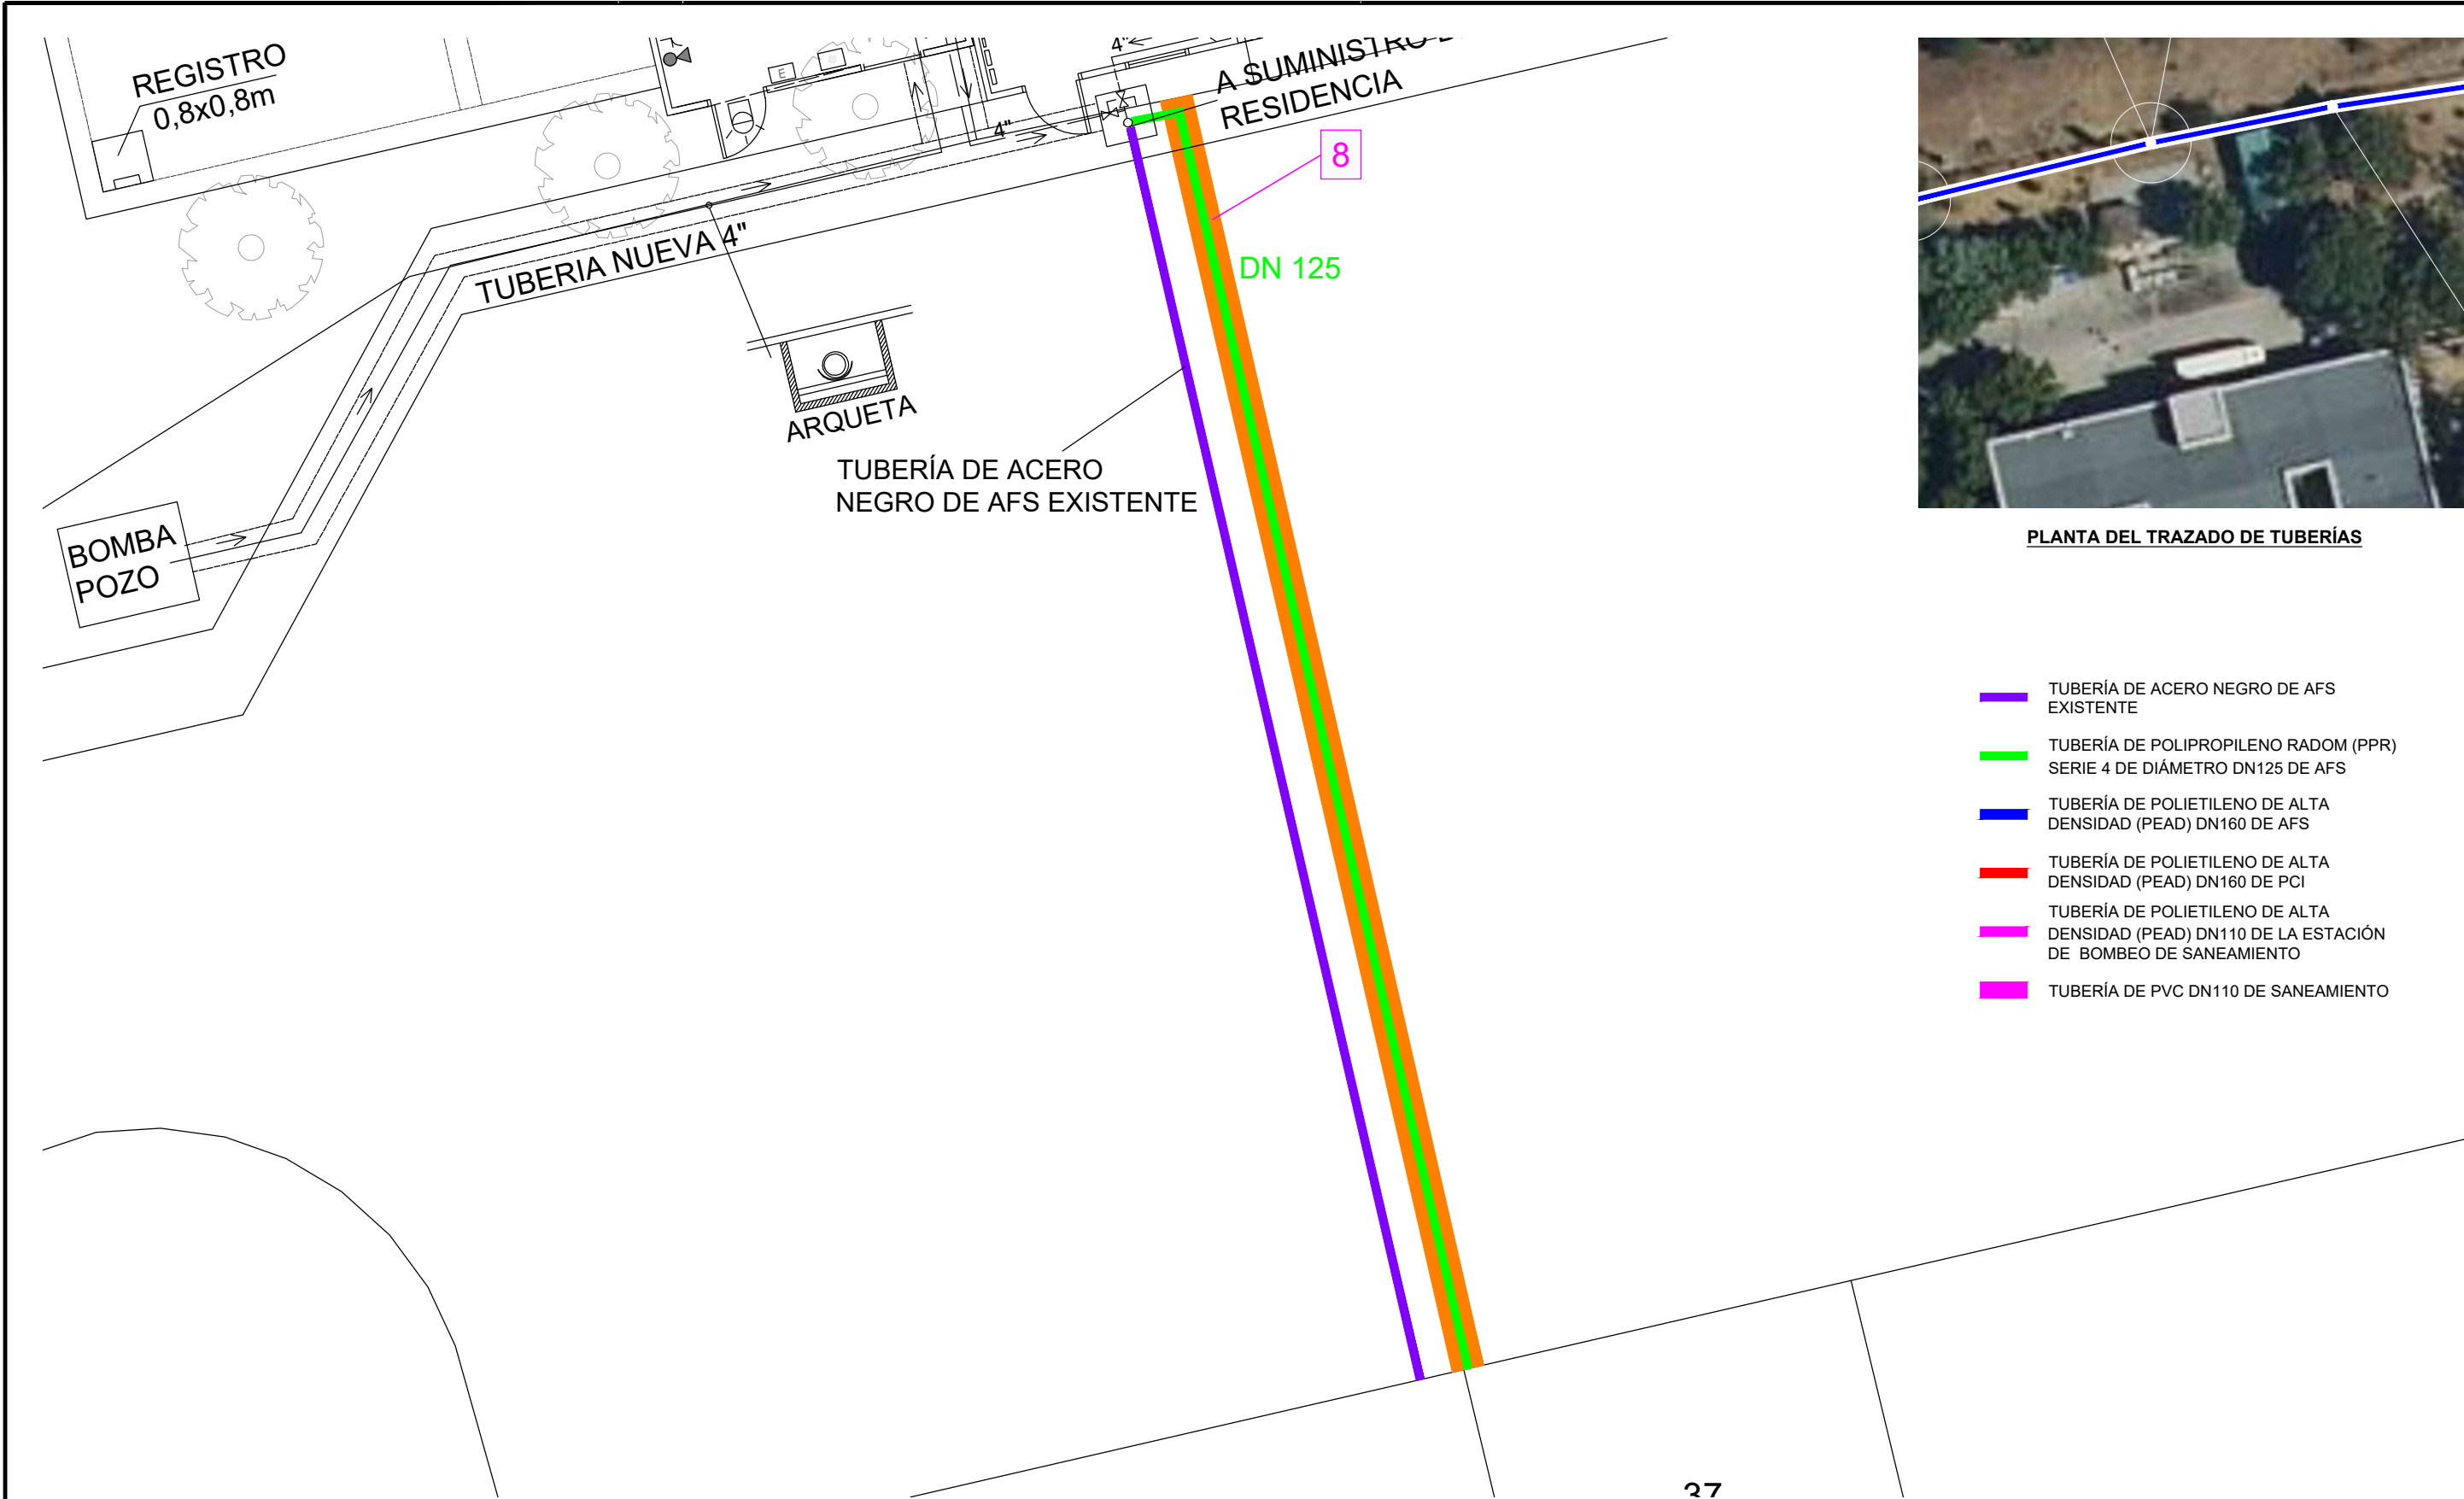 REGISTRO
0,8x0,8m
E
4"
4"
A SUMINISTRO
RESIDENCIA
8
DN 125
TUBERIA NUEVA 4"
ARQUETA
TUBERÍA DE ACERO
NEGRO DE AFS EXISTENTE
BOMBA
POZO
37
PLANTA DEL TRAZADO DE TUBERÍAS
TUBERÍA DE ACERO NEGRO DE AFS
EXISTENTE
TUBERÍA DE POLIPROPILENO RADOM (PPR)
SERIE 4 DE DIÁMETRO DN125 DE AFS
TUBERÍA DE POLIETILENO DE ALTA
DENSIDAD (PEAD) DN160 DE AFS
TUBERÍA DE POLIETILENO DE ALTA
DENSIDAD (PEAD) DN160 DE PCI
TUBERÍA DE POLIETILENO DE ALTA
DENSIDAD (PEAD) DN110 DE LA ESTACIÓN
DE BOMBEO DE SANEAMIENTO
TUBERÍA DE PVC DN110 DE SANEAMIENTO